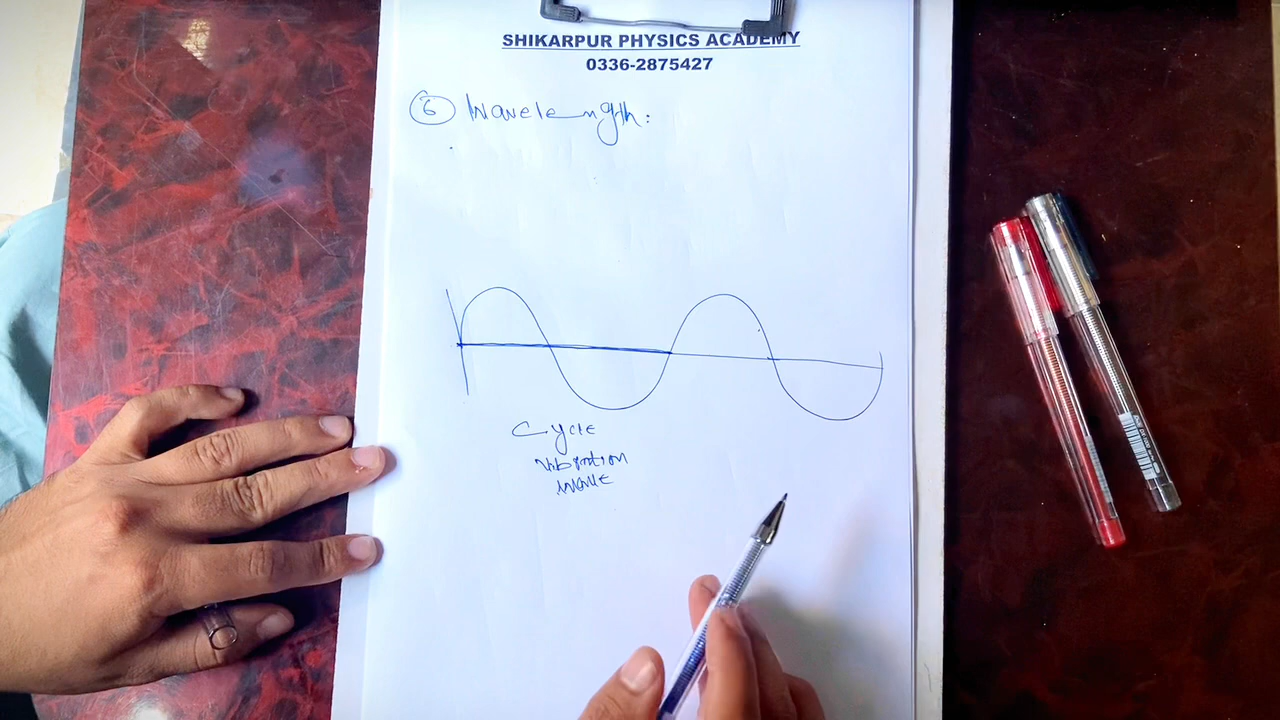 SHIKARPUR PHYSICS ACADEMY
0336-2875427
6 Wavelength:
Cycle
vibration
wave